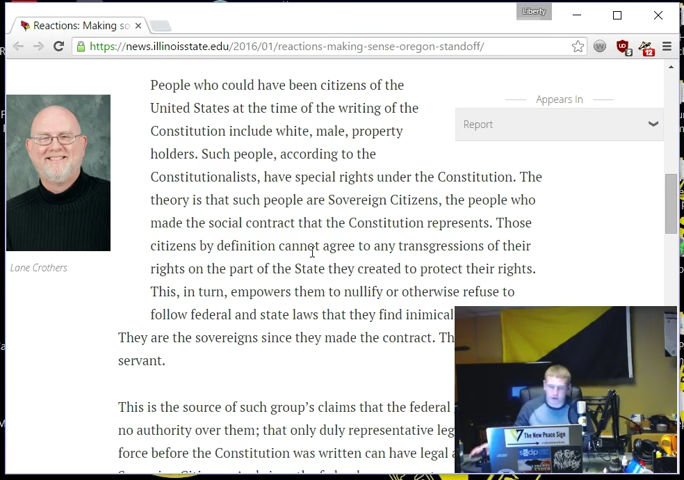 Liberty
Reactions: Making so
https://news.illinoisstate.edu/2016/01/reactions-making-sense-oregon-standoff/
People who could have been citizens of the
United States at the time of the writing of the
Constitution include white, male, property
holders. Such people, according to the
Constitutionalists, have special rights under the Constitution. The
theory is that such people are Sovereign Citizens, the people who
made the social contract that the Constitution represents. Those
citizens by definition cannot agree to any transgressions of their
rights on the part of the State they created to protect their rights.
This, in turn, empowers them to nullify or otherwise refuse to
follow federal and state laws that they find inimical
They are the sovereigns since they made the contract. Th
servant.
This is the source of such group's claims that the federal
no authority over them; that only duly representative leg
force before the Constitution was written can have legal
Appears In
Report
Lane Crothers
12
The New Peace Sign